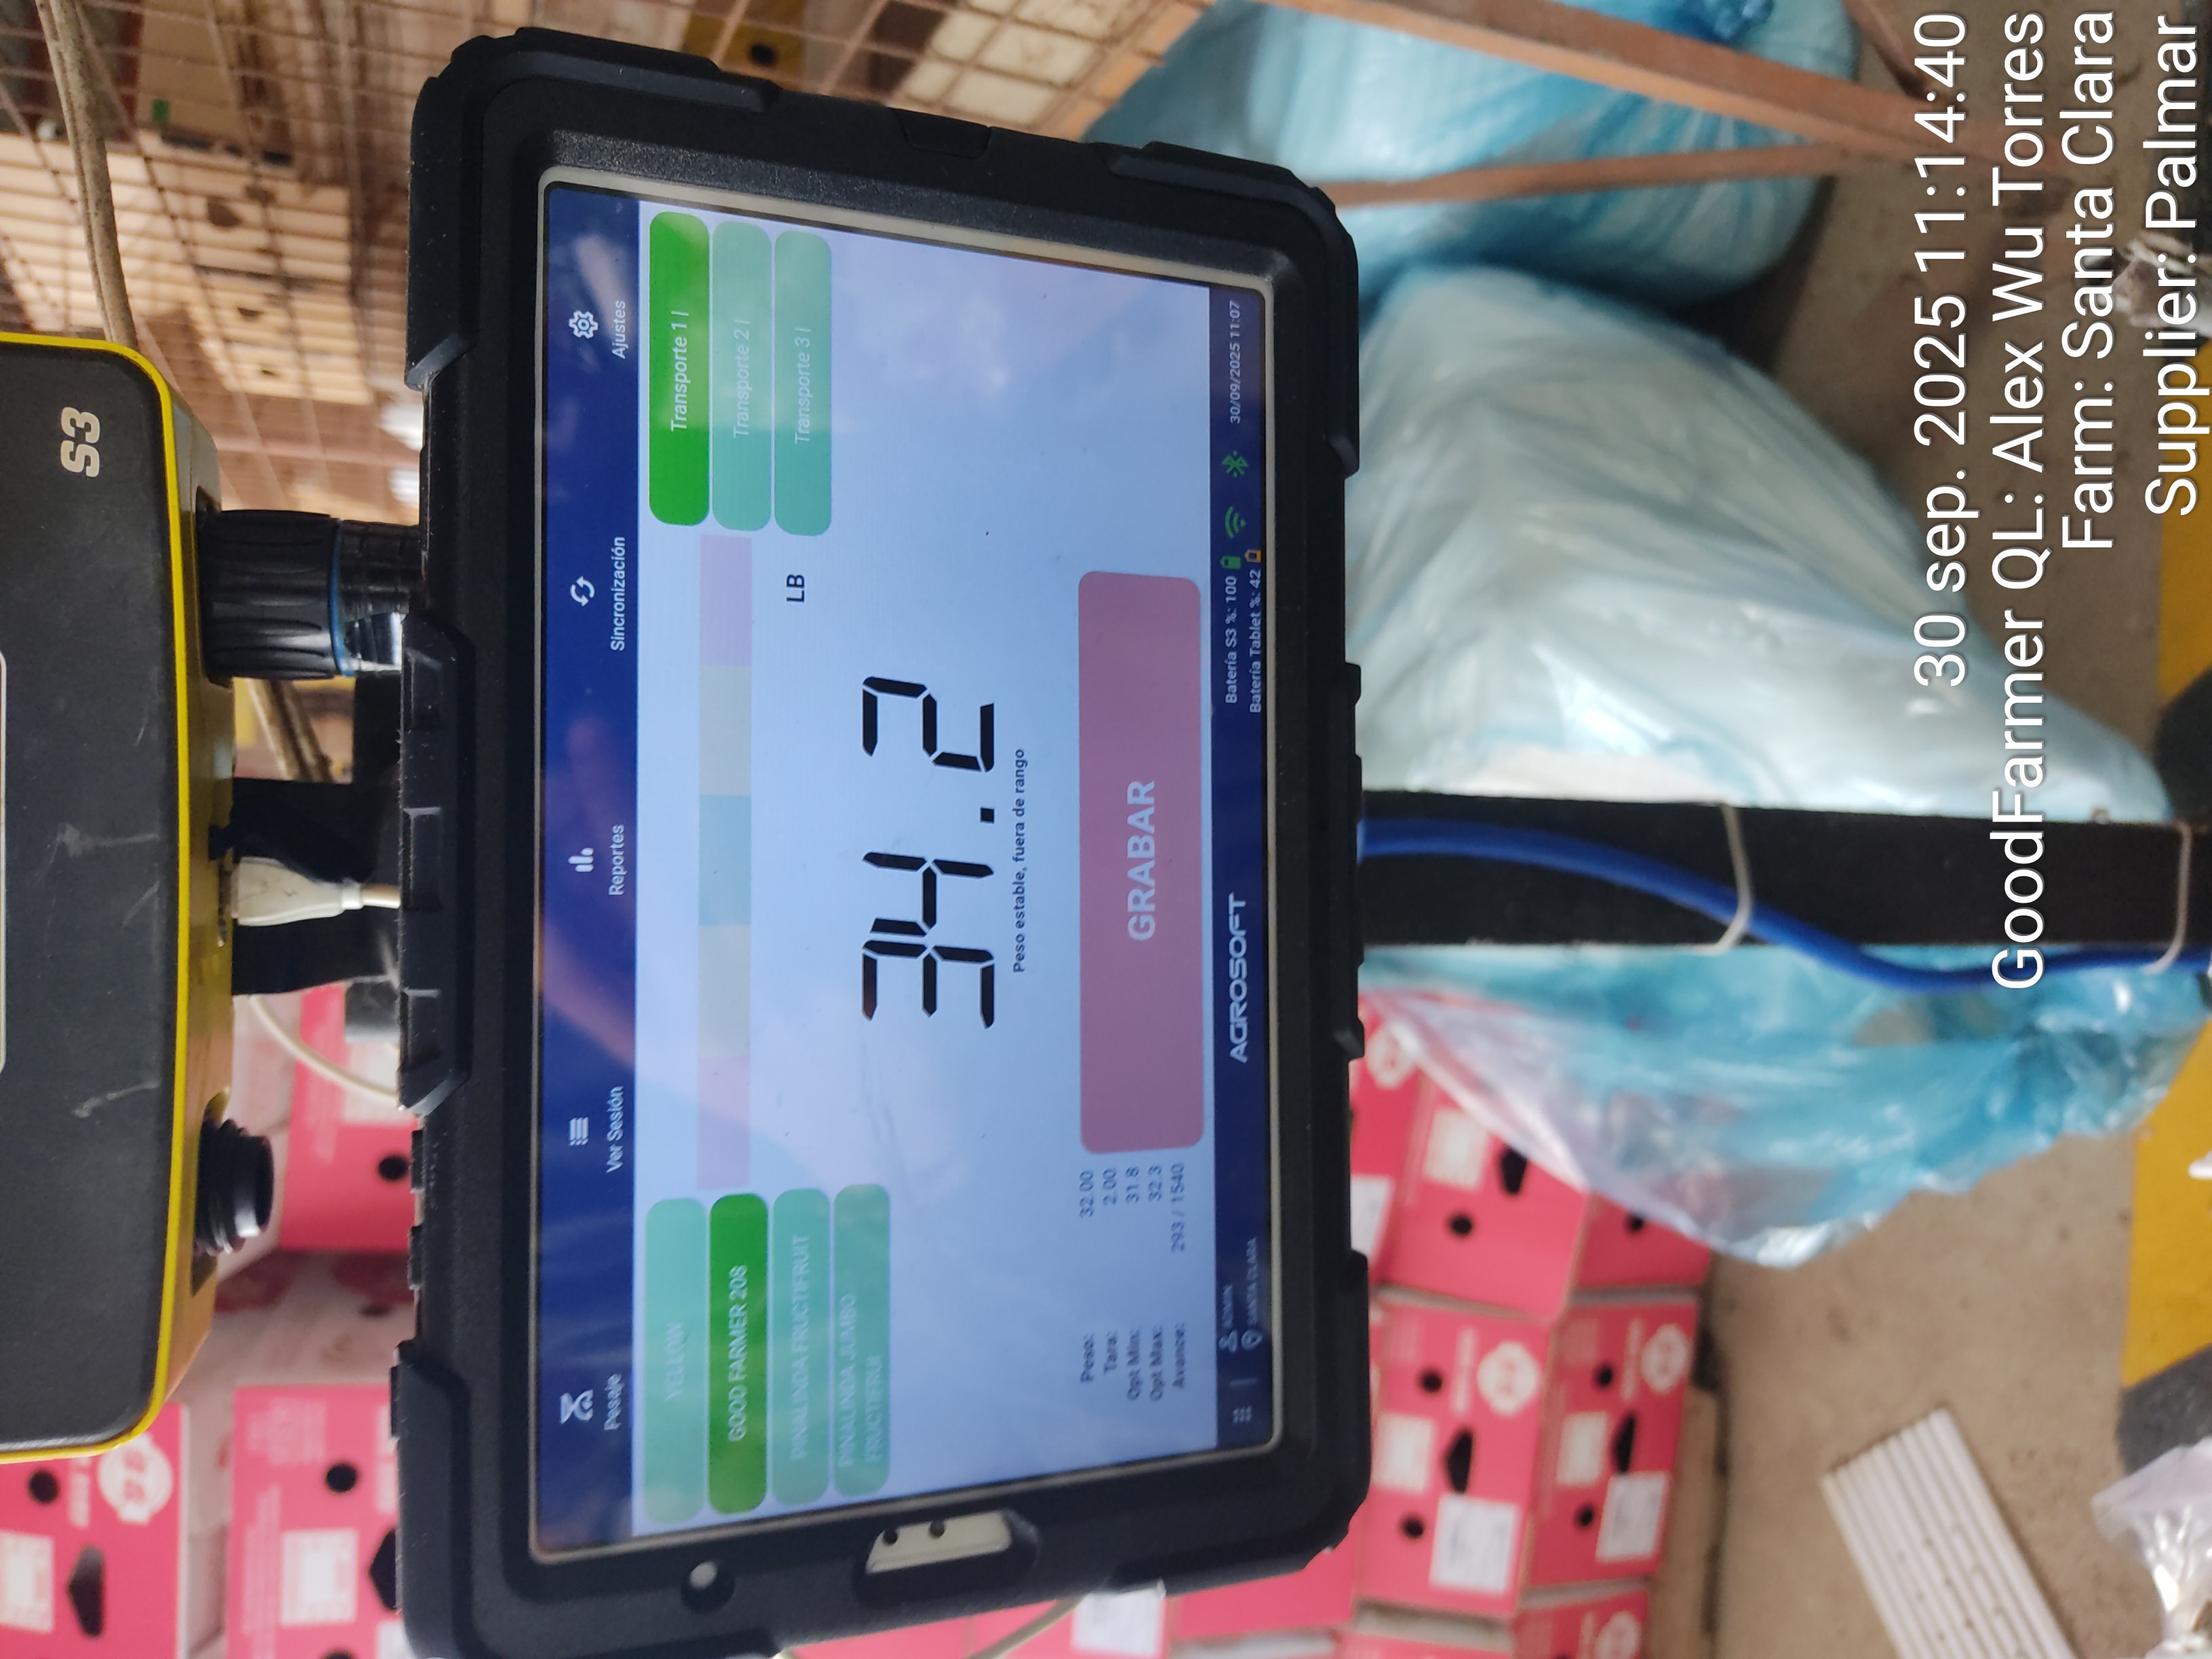 S3
Pesaje
Ver Sesión
Reportes
Sincronización
Ajustes
YELLOW
GOOD FARMER 208
PINALINDA FRUCTIFRUIT
PINALINDA JUMBO
FRUCTIFRUI
Transporte 1 |
Transporte 2 |
Transporte 3 |
LB
34.2
Peso estable, fuera de rango
Peso: 32.00
Tara: 2.00
Opt Min: 31.8
Opt Max: 32.3
Avance: 293 / 1540
GRABAR
ADMIN
SANTA CLARA
AGROSOFT
Batería S3 %: 100
Batería Tablet %: 42
30/09/2025 11:07
30 sep. 2025 11:14:40
GoodFarmer QL: Alex Wu Torres
Farm: Santa Clara
Supplier: Palmar